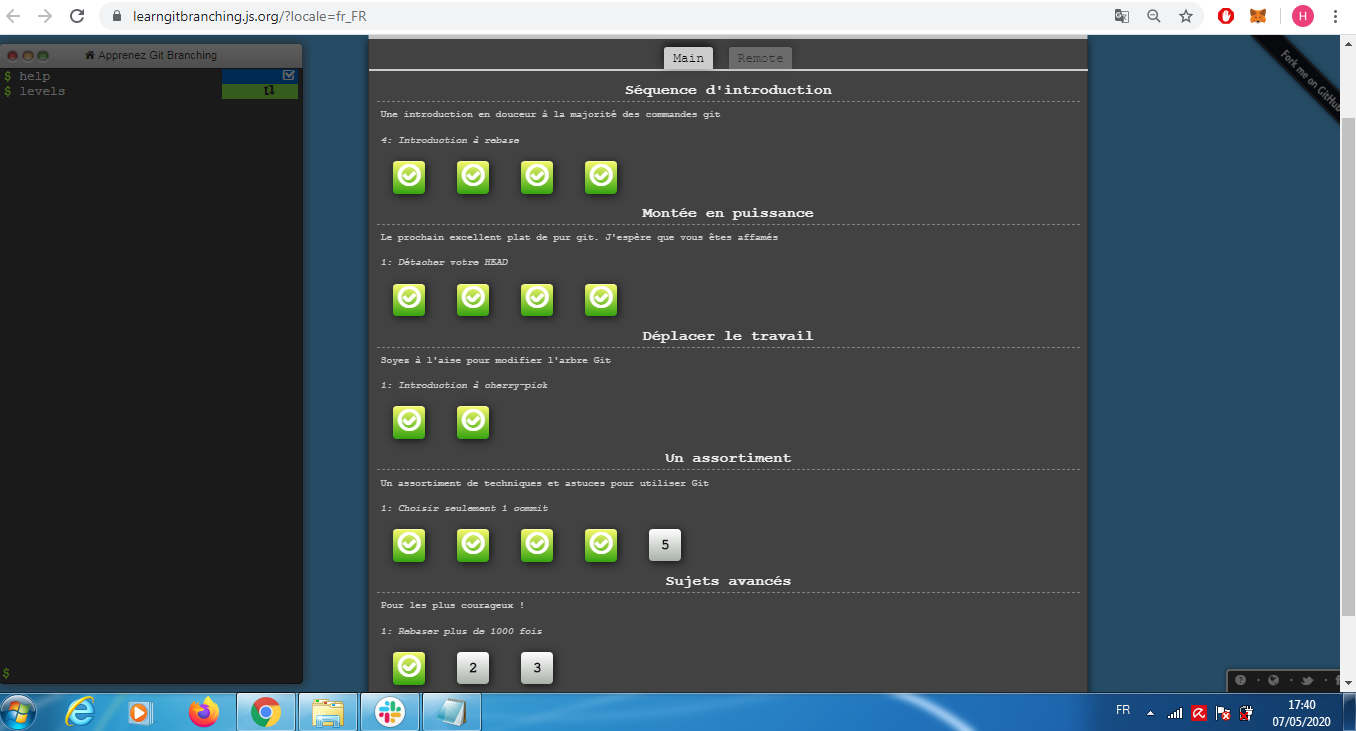 learngitbranching.js.org/?locale=fr_FR
H
Apprenez Git Branching
$ help
$ levels
$
Main
Remote
Séquence d'introduction
Une introduction en douceur à la majorité des commandes git
4: Introduction à rebase
Montée en puissance
Le prochain excellent plat de pur git. J'espère que vous êtes affamés
1: Détacher votre HEAD
Déplacer le travail
Soyez à l'aise pour modifier l'arbre Git
1: Introduction à cherry-pick
Un assortiment
Un assortiment de techniques et astuces pour utiliser Git
1: Choisir seulement 1 commit
5
Sujets avancés
Pour les plus courageux !
1: Rebaser plus de 1000 fois
2
3
Fork me on GitHub
FR
17:40
07/05/2020